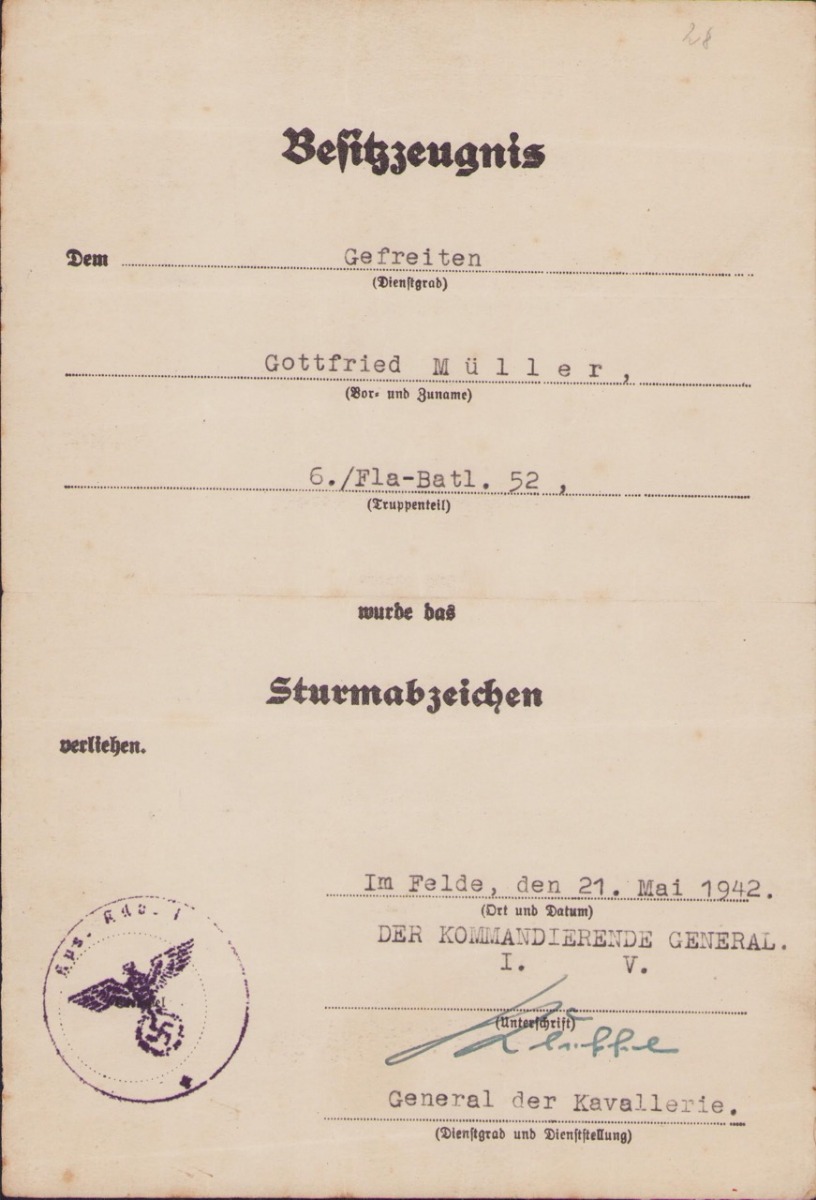 28
Besitzzeugnis
Dem Gefreiten
(Dienstgrad)
Gottfried Müller,
(Vor- und Zuname)
6./Fla-Batl. 52 ,
(Truppenteil)
wurde das
Sturmabzeichen
verliehen.
Im Felde, den 21. Mai 1942.
(Ort und Datum)
DER KOMMANDIERENDE GENERAL.
I. V.
(Unterschrift)
General der Kavallerie.
(Dienstgrad und Dienststellung)